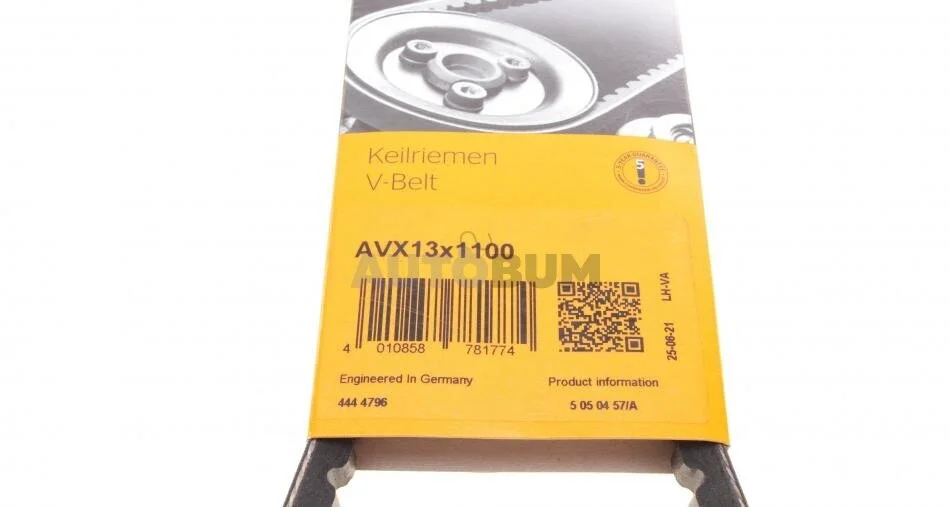 Keilriemen
V-Belt
5
AVX13x1100
AUTOBUM
4 010858 781774
LH-VA
25-06-21
Engineered In Germany
Product information
444 4796
5 05 04 57/A